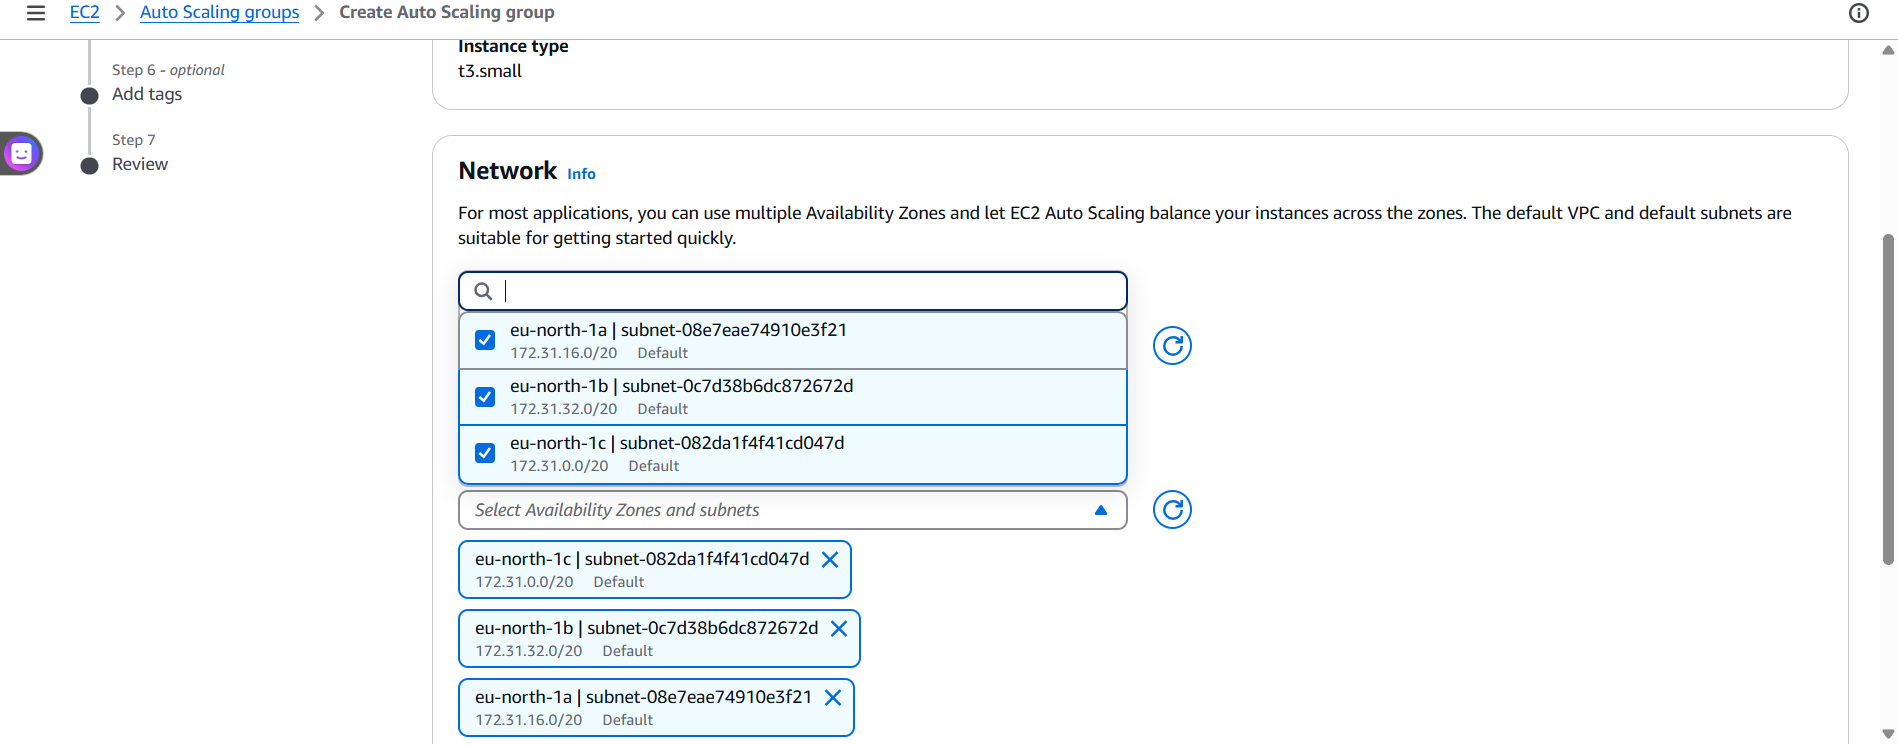 EC2 > Auto Scaling groups > Create Auto Scaling group
Step 6 - optional
Add tags
Step 7
Review
Instance type
t3.small
Network Info
For most applications, you can use multiple Availability Zones and let EC2 Auto Scaling balance your instances across the zones. The default VPC and default subnets are
suitable for getting started quickly.
eu-north-1a | subnet-08e7eae74910e3f21
172.31.16.0/20 Default
eu-north-1b | subnet-0c7d38b6dc872672d
172.31.32.0/20 Default
eu-north-1c | subnet-082da1f4f41cd047d
172.31.0.0/20 Default
Select Availability Zones and subnets
eu-north-1c | subnet-082da1f4f41cd047d
172.31.0.0/20 Default
eu-north-1b | subnet-0c7d38b6dc872672d
172.31.32.0/20 Default
eu-north-1a | subnet-08e7eae74910e3f21
172.31.16.0/20 Default